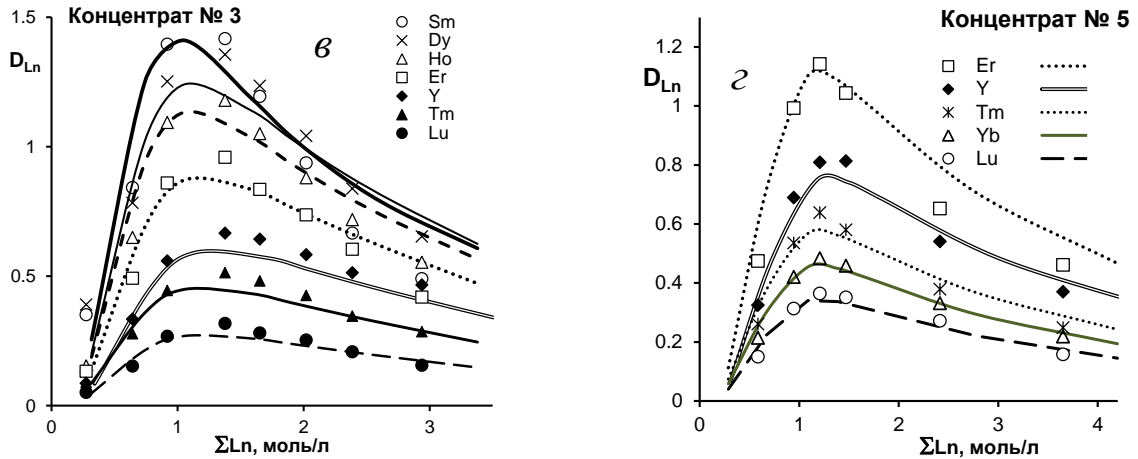 Концентрат № 3
1.5
D_Ln
1
0.5
0
0
1
2
3
ΣLn, моль/л
в
Sm
Dy
Ho
Er
Y
Tm
Lu
Концентрат № 5
1.2
D_Ln
1
0.8
0.6
0.4
0.2
0
0
1
2
3
4
ΣLn, моль/л
г
Er
Y
Tm
Yb
Lu